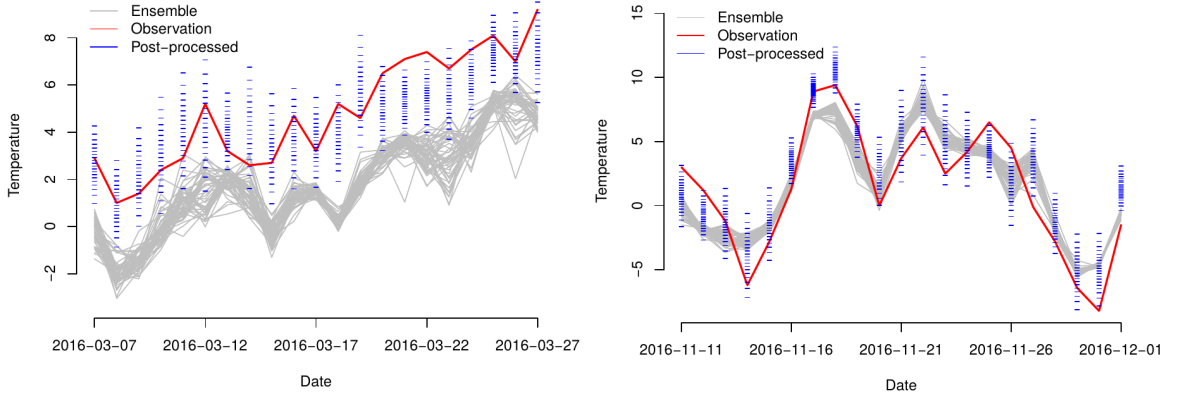 Ensemble
Observation
Post−processed
8
6
4
2
0
−2
Temperature
2016−03−07 2016−03−12 2016−03−17 2016−03−22 2016−03−27
Date
Ensemble
Observation
Post−processed
15
10
5
0
−5
Temperature
2016−11−11 2016−11−16 2016−11−21 2016−11−26 2016−12−01
Date